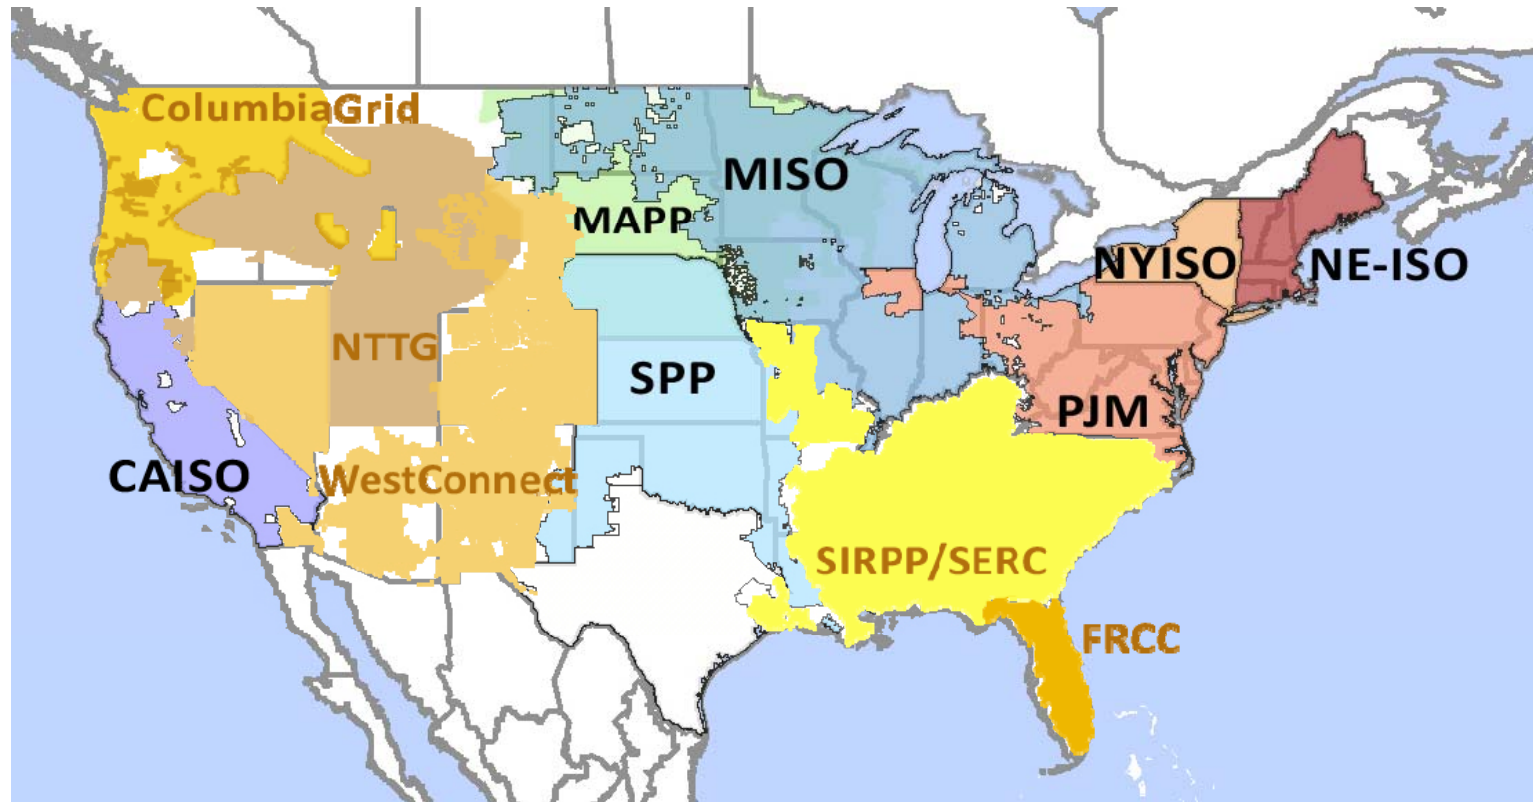 ColumbiaGrid
MISO
MAPP
NYISO
NE-ISO
NTTG
SPP
PJM
CAISO
WestConnect
SIRPP/SERC
FRCC